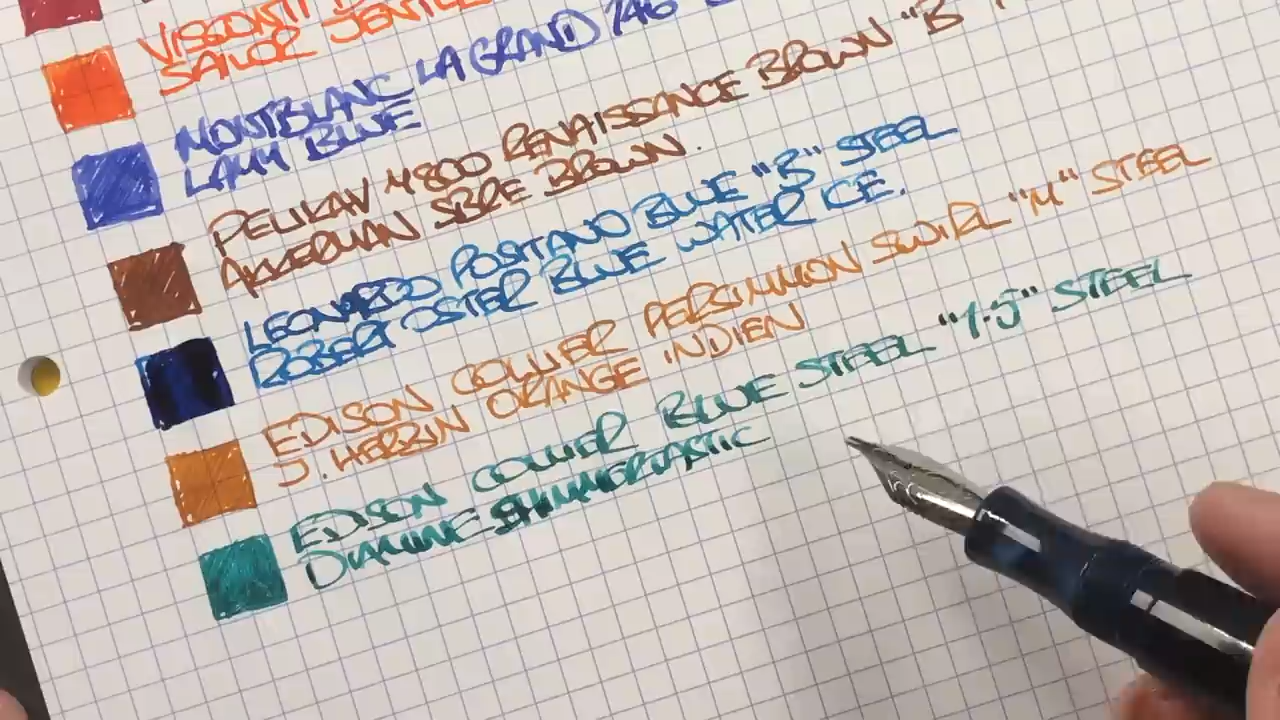 VISCONTI
SAILOR JENTLE
MONTBLANC LA GRAND 146
LAMY BLUE
PELIKAN M800 RENAISSANCE BROWN "B"
AKKERMAN SBRE BROWN.
LEONARDO POSITANO BLUE "B" STEEL
ROBERT OSTER BLUE WATER ICE.
EDISON COLLIER PERSIMMON SWIRL "M" STEEL
J. HERBIN ORANGE INDIEN
EDISON COLLIER BLUE STEEL "1.5" STEEL
DIAMINE SHIMMERTASTIC